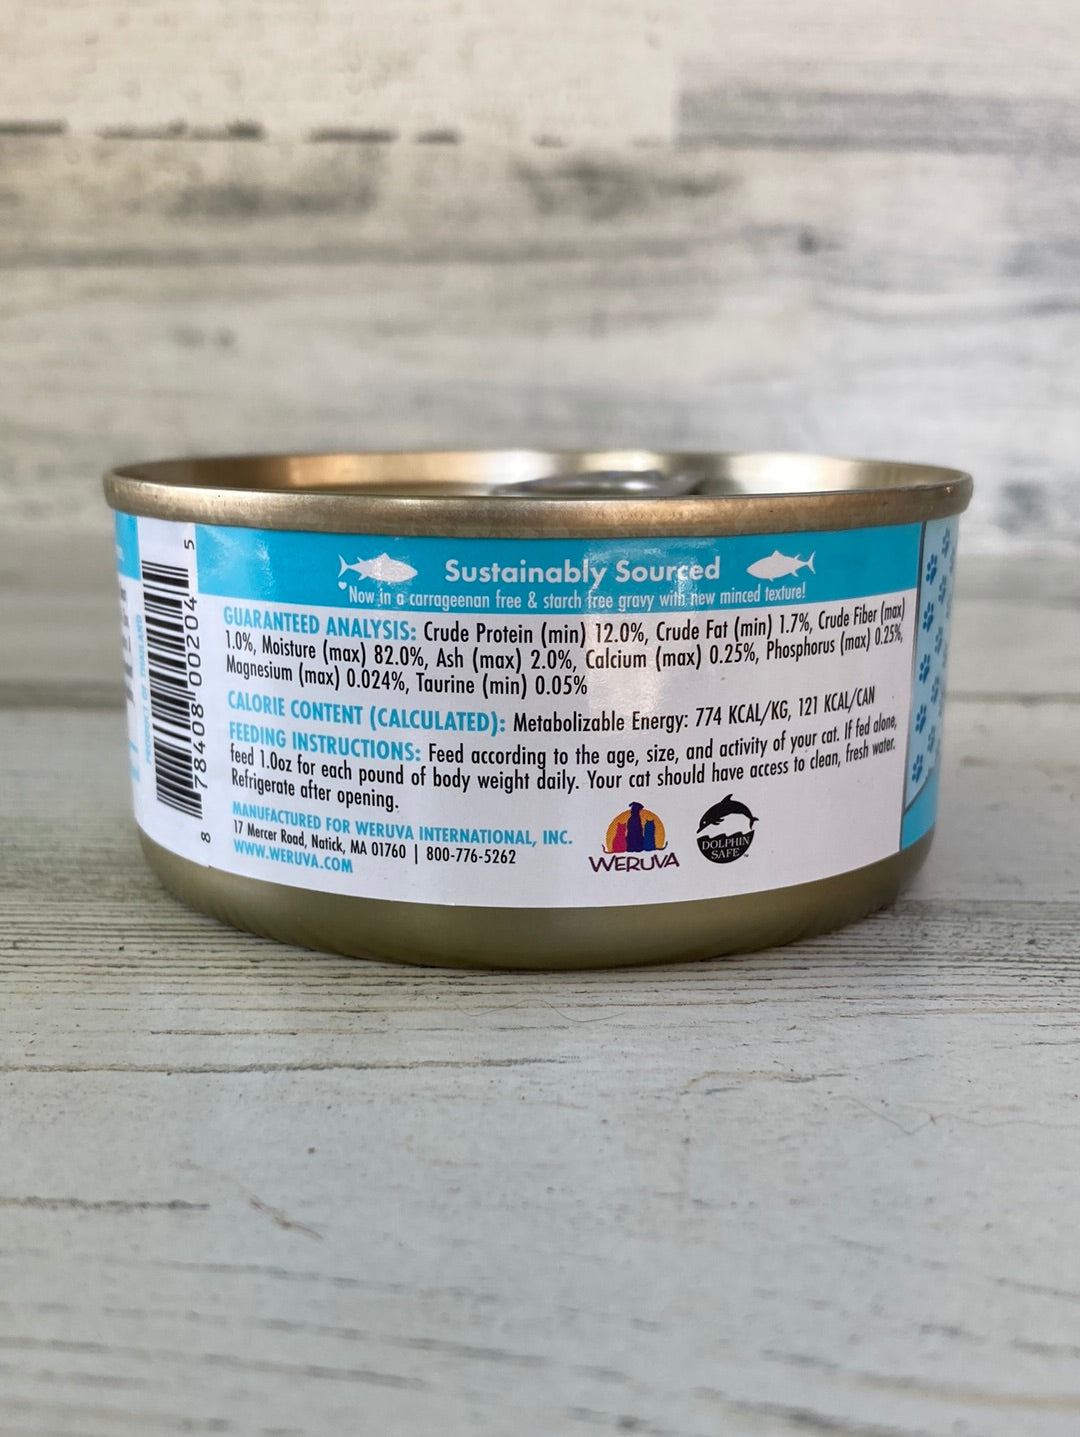 Sustainably Sourced
Now in a carrageenan free & starch free gravy with new minced texture!
GUARANTEED ANALYSIS: Crude Protein (min) 12.0%, Crude Fat (min) 1.7%, Crude Fiber (max)
1.0%, Moisture (max) 82.0%, Ash (max) 2.0%, Calcium (max) 0.25%, Phosphorus (max) 0.25%,
Magnesium (max) 0.024%, Taurine (min) 0.05%
CALORIE CONTENT (CALCULATED): Metabolizable Energy: 774 KCAL/KG, 121 KCAL/CAN
FEEDING INSTRUCTIONS: Feed according to the age, size, and activity of your cat. If fed alone,
feed 1.0oz for each pound of body weight daily. Your cat should have access to clean, fresh water.
Refrigerate after opening.
MANUFACTURED FOR WERUVA INTERNATIONAL, INC.
17 Mercer Road, Natick, MA 01760 | 800-776-5262
WWW.WERUVA.COM
WERUVA
DOLPHIN
SAFE™
PRODUCT OF THAILAND
8 78408 00204 5